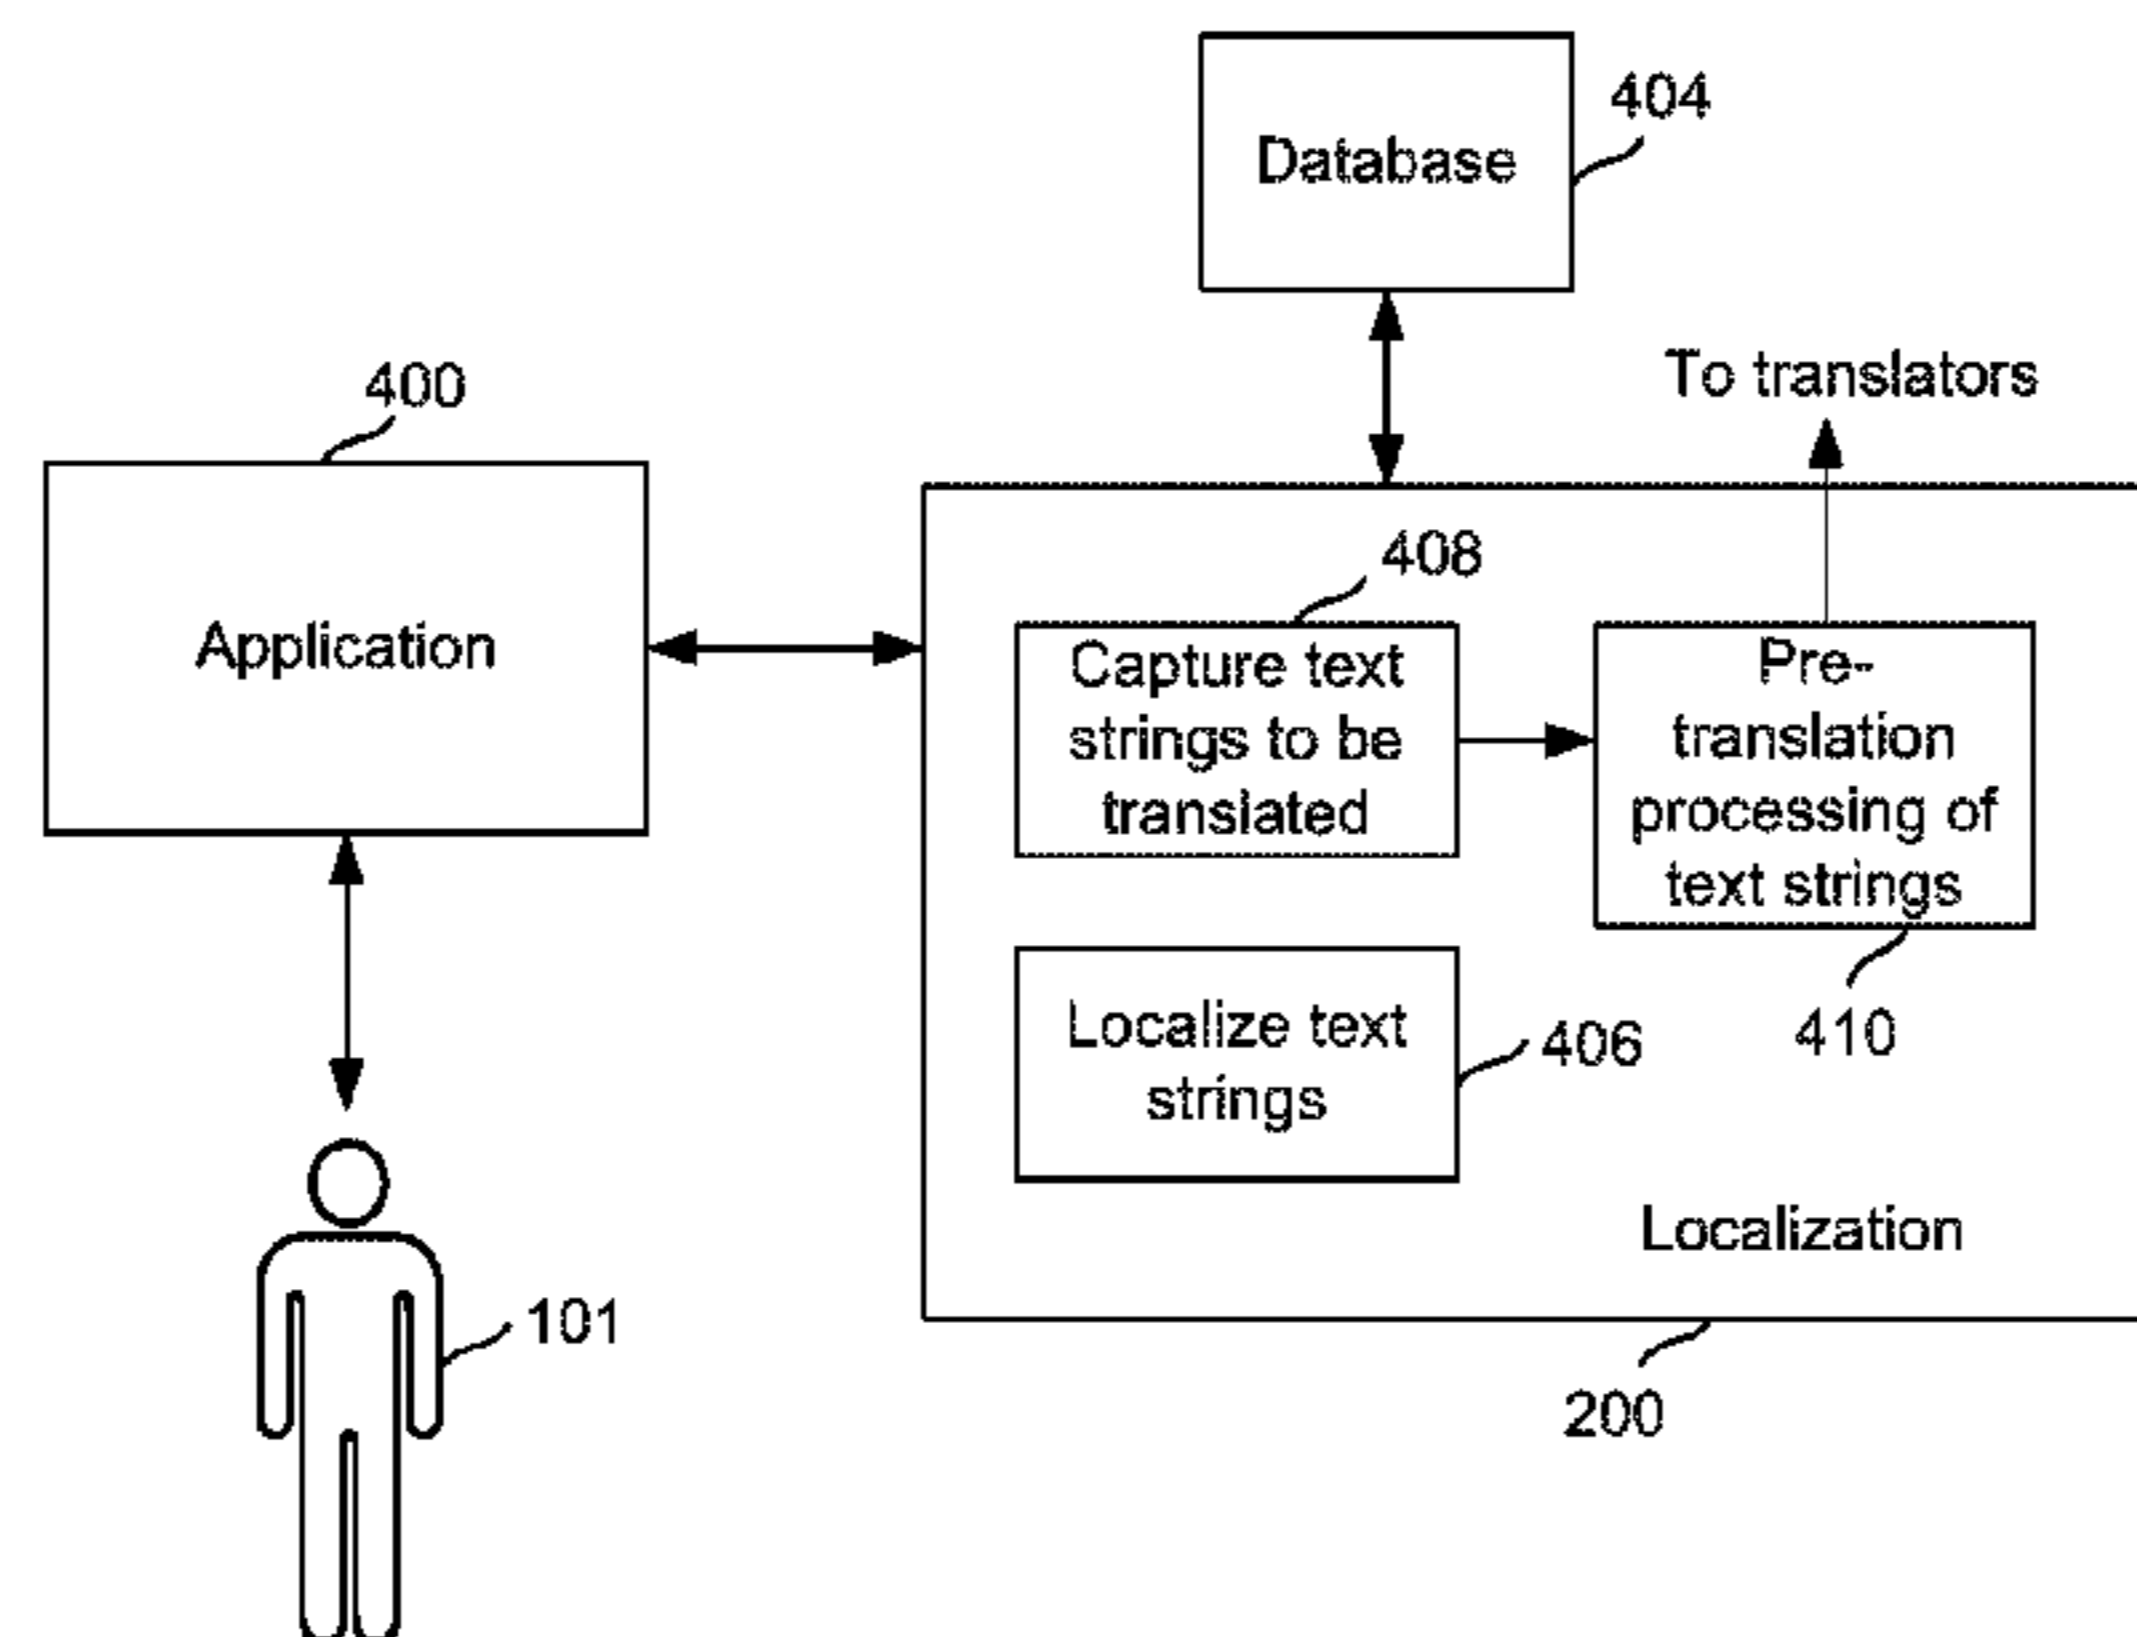 Database
404
To translators
400
Application
408
Capture text
strings to be
translated
Pre-
translation
processing of
text strings
410
Localize text
strings
406
Localization
200
101